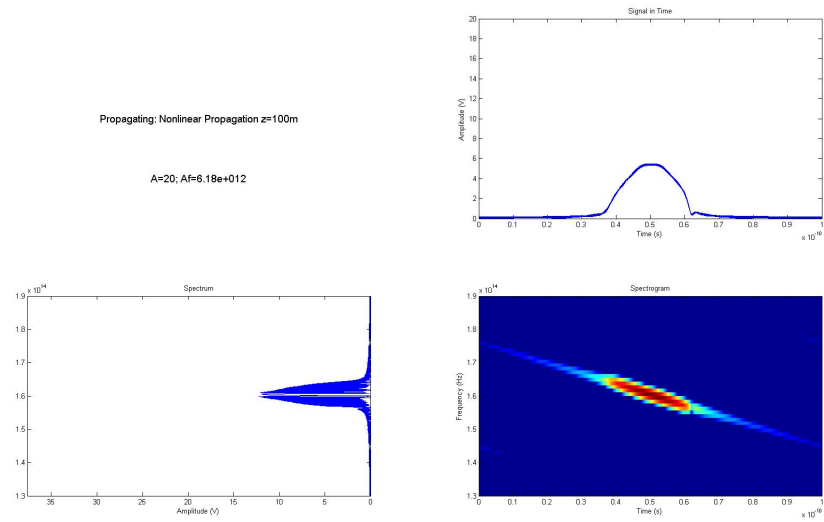 Propagating: Nonlinear Propagation z=100m
A=20; Af=6.18e+012
Signal in Time
Amplitude (V)
20
18
16
14
12
10
8
6
4
2
0
0 0.1 0.2 0.3 0.4 0.5 0.6 0.7 0.8 0.9 1
Time (s)
x 10^-10
Spectrum
x 10^14
1.9
1.8
1.7
1.6
1.5
1.4
1.3
35 30 25 20 15 10 5 0
Amplitude (V)
Spectrogram
x 10^14
Frequency (Hz)
1.9
1.8
1.7
1.6
1.5
1.4
1.3
0 0.1 0.2 0.3 0.4 0.5 0.6 0.7 0.8 0.9 1
Time (s)
x 10^-10